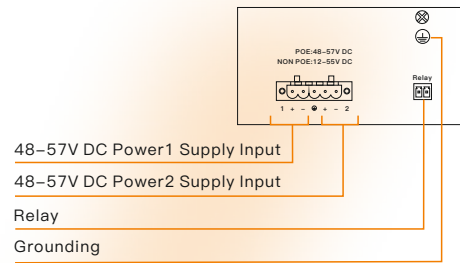 POE:48–57V DC
NON POE:12–55V DC
Relay
1 + – ⏚ + – 2
48–57V DC Power1 Supply Input
48–57V DC Power2 Supply Input
Relay
Grounding